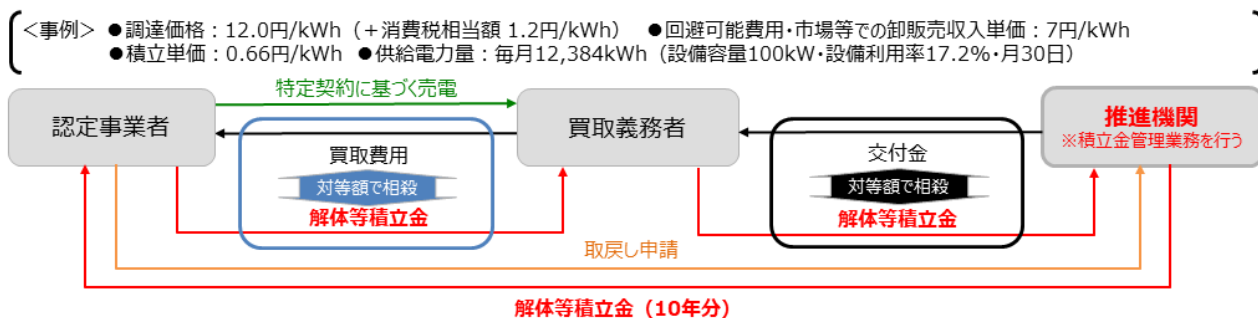 <事例> ●調達価格：12.0円/kWh（＋消費税相当額 1.2円/kWh） ●回避可能費用・市場等での卸販売収入単価：7円/kWh
●積立単価：0.66円/kWh ●供給電力量：毎月12,384kWh（設備容量100kW・設備利用率17.2%・月30日）
特定契約に基づく売電
認定事業者
買取義務者
推進機関
※積立金管理業務を行う
買取費用
対等額で相殺
解体等積立金
交付金
対等額で相殺
解体等積立金
取戻し申請
解体等積立金（10年分）